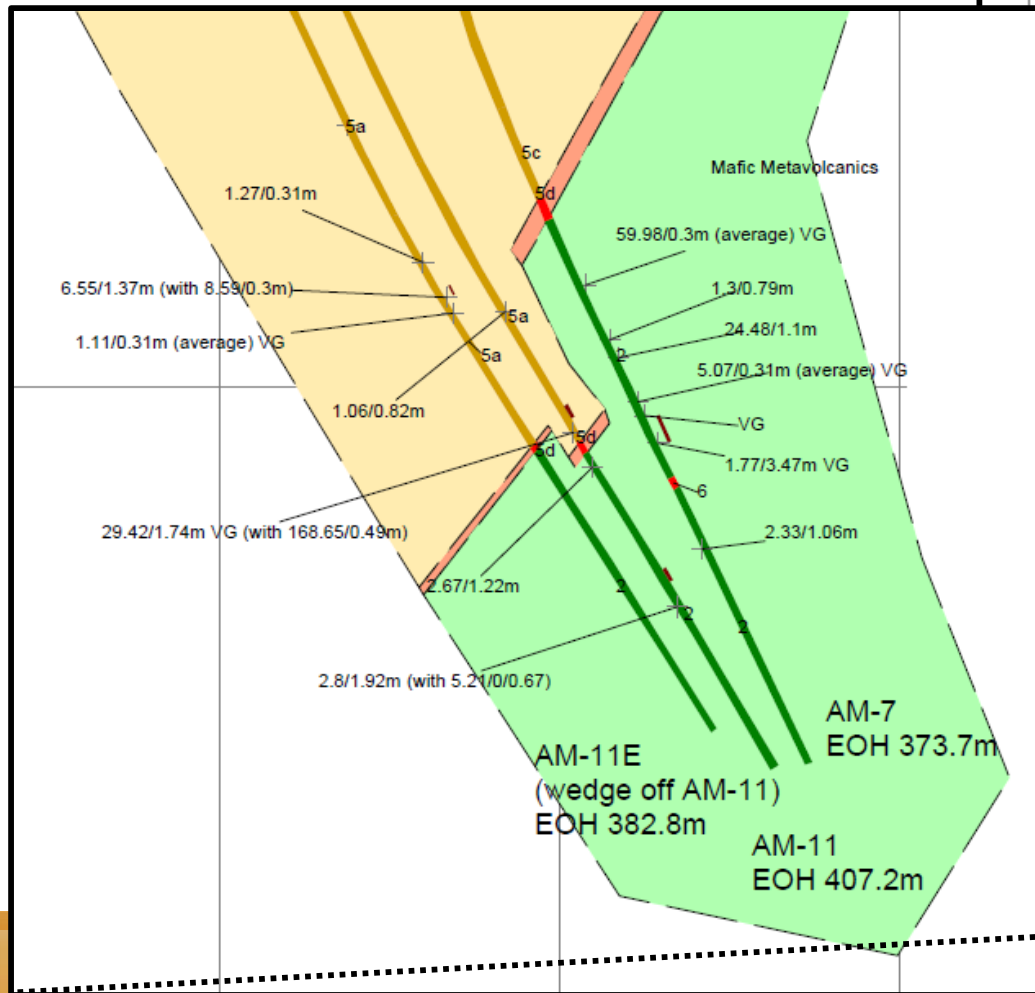 5a
5c
Mafic Metavolcanics
1.27/0.31m
5d
59.98/0.3m (average) VG
6.55/1.37m (with 8.59/0.3m)
1.3/0.79m
5a
24.48/1.1m
1.11/0.31m (average) VG
2
5a
5.07/0.31m (average) VG
1.06/0.82m
VG
5d
5d
1.77/3.47m VG
6
29.42/1.74m VG (with 168.65/0.49m)
2.33/1.06m
2.67/1.22m
2
2
2
2.8/1.92m (with 5.21/0/0.67)
AM-7
EOH 373.7m
AM-11E
(wedge off AM-11)
EOH 382.8m
AM-11
EOH 407.2m